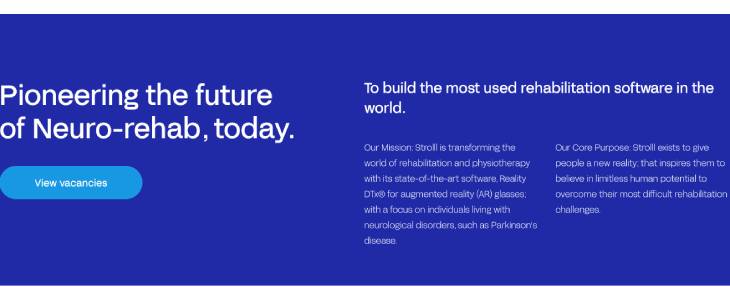 Pioneering the future
of Neuro-rehab, today.
View vacancies
To build the most used rehabilitation software in the
world.
Our Mission: Strolll is transforming the
world of rehabilitation and physiotherapy
with its state-of-the-art software, Reality
DTx® for augmented reality (AR) glasses;
with a focus on individuals living with
neurological disorders, such as Parkinson's
disease.
Our Core Purpose: Strolll exists to give
people a new reality; that inspires them to
believe in limitless human potential to
overcome their most difficult rehabilitation
challenges.